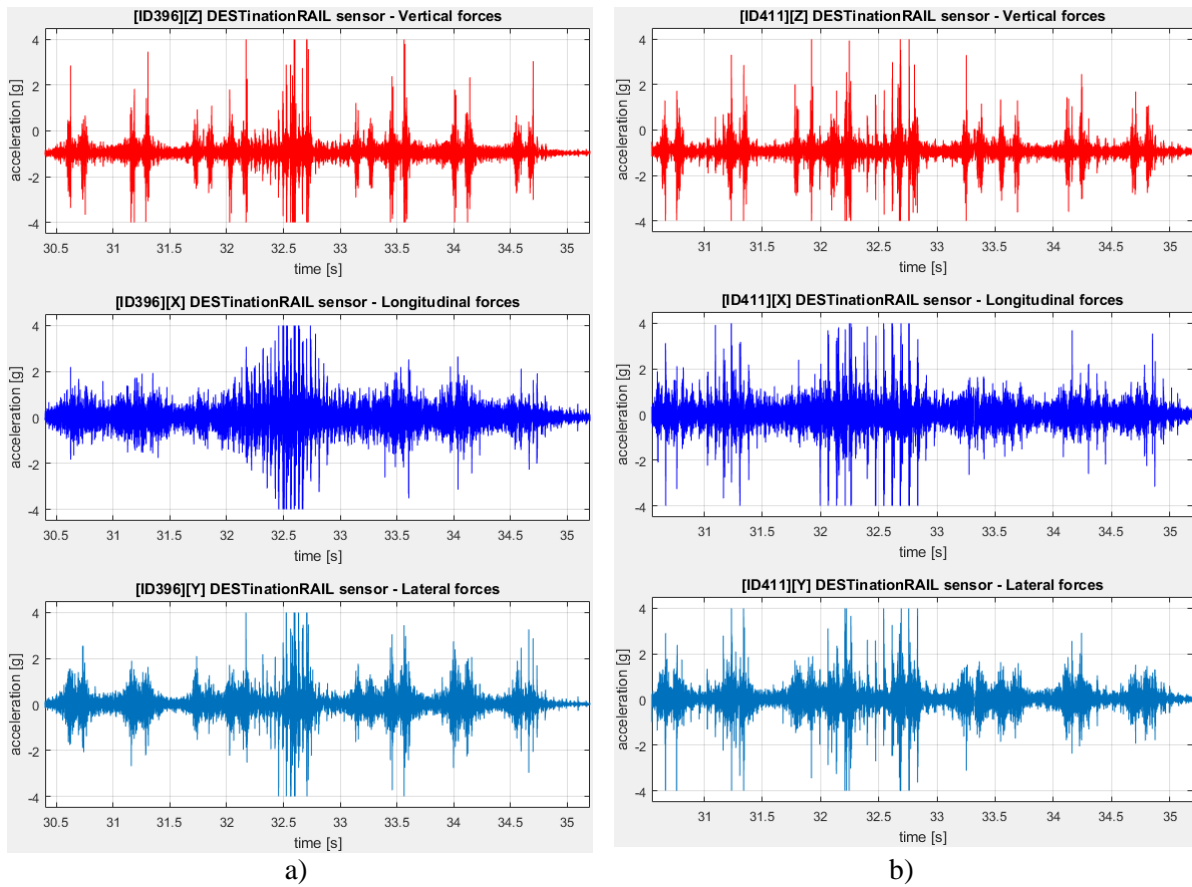 [ID396][Z] DESTinationRAIL sensor - Vertical forces
acceleration [g]
4
2
0
-2
-4
30.5 31 31.5 32 32.5 33 33.5 34 34.5 35
time [s]
[ID396][X] DESTinationRAIL sensor - Longitudinal forces
acceleration [g]
4
2
0
-2
-4
30.5 31 31.5 32 32.5 33 33.5 34 34.5 35
time [s]
[ID396][Y] DESTinationRAIL sensor - Lateral forces
acceleration [g]
4
2
0
-2
-4
30.5 31 31.5 32 32.5 33 33.5 34 34.5 35
time [s]
a)
[ID411][Z] DESTinationRAIL sensor - Vertical forces
acceleration [g]
4
2
0
-2
-4
31 31.5 32 32.5 33 33.5 34 34.5 35
time [s]
[ID411][X] DESTinationRAIL sensor - Longitudinal forces
acceleration [g]
4
2
0
-2
-4
31 31.5 32 32.5 33 33.5 34 34.5 35
time [s]
[ID411][Y] DESTinationRAIL sensor - Lateral forces
acceleration [g]
4
2
0
-2
-4
31 31.5 32 32.5 33 33.5 34 34.5 35
time [s]
b)